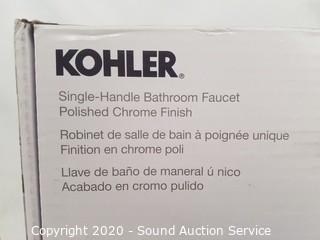 KOHLER®
Single-Handle Bathroom Faucet
Polished Chrome Finish
Robinet de salle de bain à poignée unique
Finition en chrome poli
Llave de baño de maneral ú nico
Acabado en cromo pulido
Copyright 2020 - Sound Auction Service